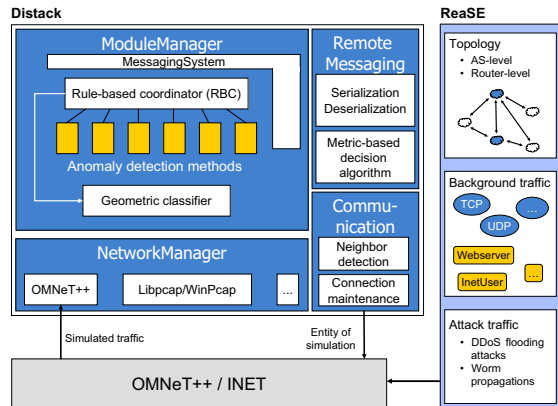 Distack
ModuleManager
MessagingSystem
Rule-based coordinator (RBC)
Anomaly detection methods
Geometric classifier
NetworkManager
OMNeT++
Libpcap/WinPcap
...
Remote
Messaging
Serialization
Deserialization
Metric-based
decision
algorithm
Commu-
nication
Neighbor
detection
Connection
maintenance
Simulated traffic
Entity of
simulation
OMNeT++ / INET
ReaSE
Topology
• AS-level
• Router-level
Background traffic
TCP
...
UDP
Webserver
InetUser
...
Attack traffic
• DDoS flooding
attacks
• Worm
propagations